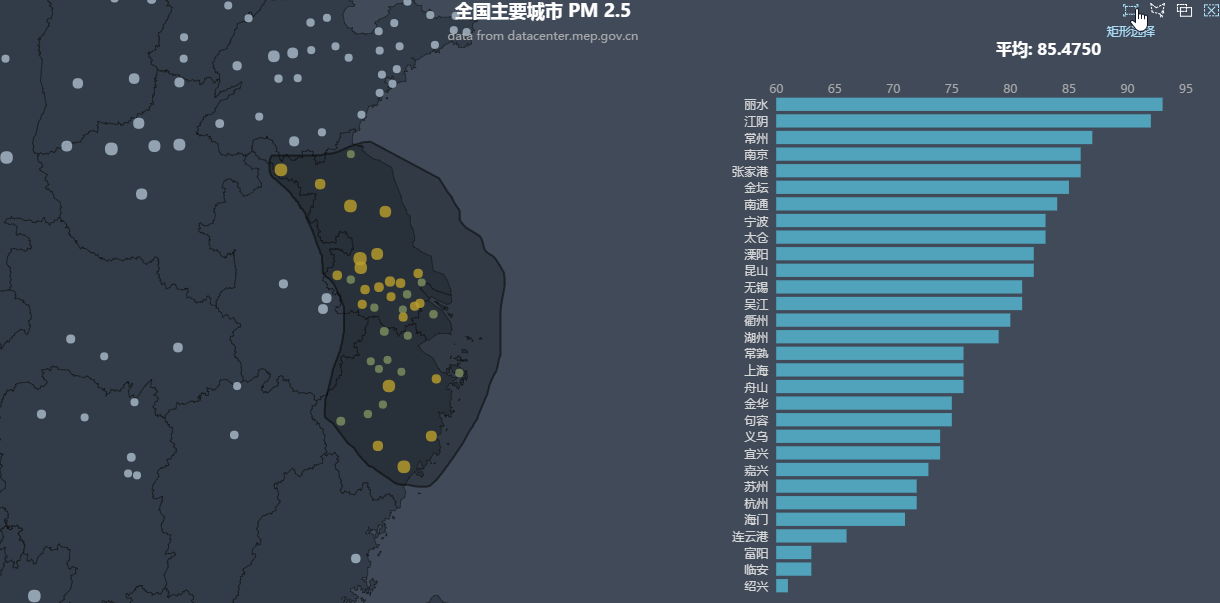 全国主要城市 PM 2.5
data from datacenter.mep.gov.cn
矩形选择
平均: 85.4750
60 65 70 75 80 85 90 95
丽水
江阴
常州
南京
张家港
金坛
南通
宁波
太仓
溧阳
昆山
无锡
吴江
衢州
湖州
常熟
上海
舟山
金华
句容
义乌
宜兴
嘉兴
苏州
杭州
海门
连云港
富阳
临安
绍兴